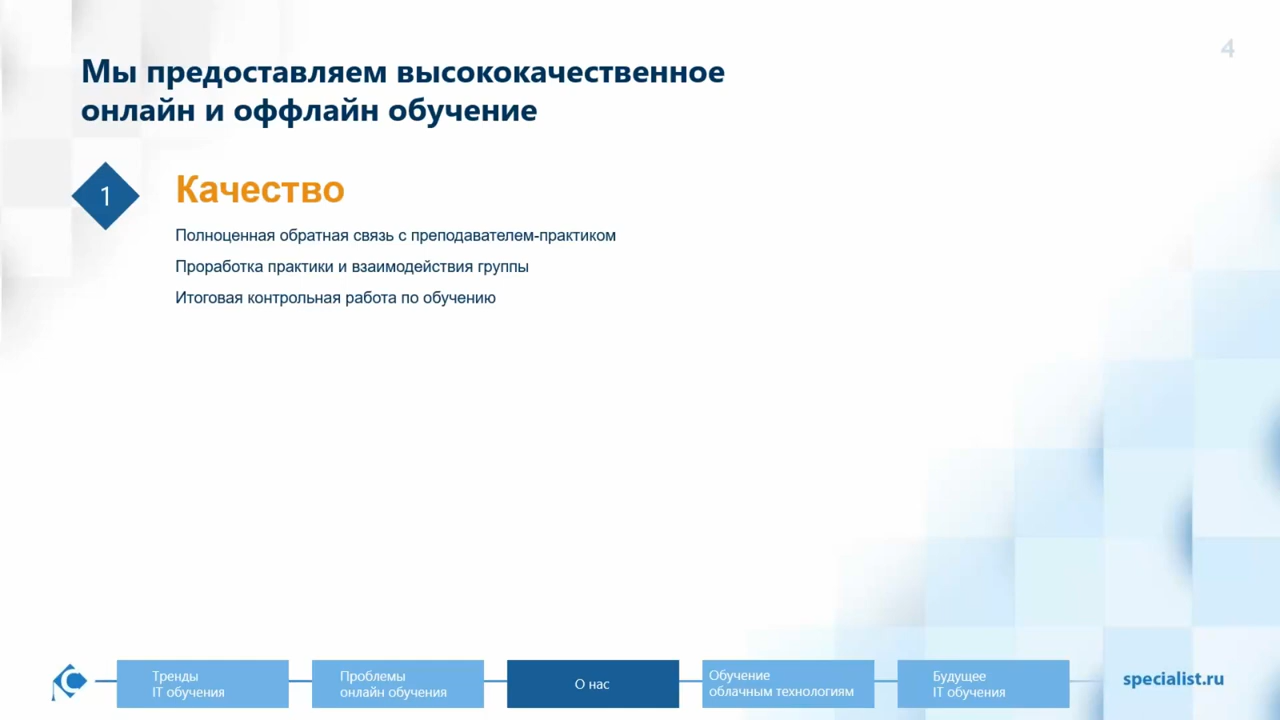 4
Мы предоставляем высококачественное
онлайн и оффлайн обучение
1
Качество
Полноценная обратная связь с преподавателем-практиком
Проработка практики и взаимодействия группы
Итоговая контрольная работа по обучению
Тренды
IT обучения
Проблемы
онлайн обучения
О нас
Обучение
облачным технологиям
Будущее
IT обучения
specialist.ru